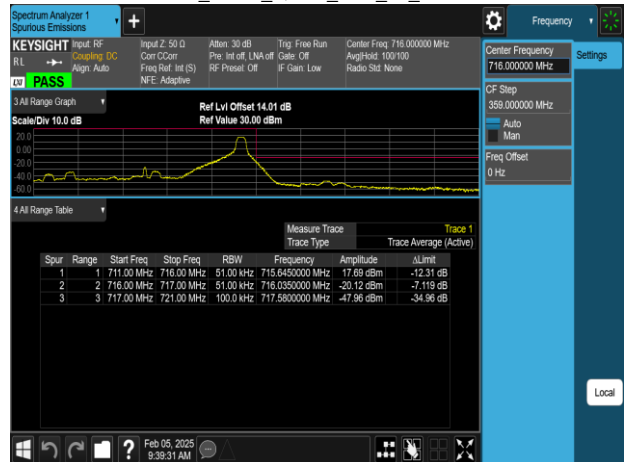 Spectrum Analyzer 1
Spurious Emissions
+
Frequency
KEYSIGHT Input: RF Input Z: 50 Ω Atten: 30 dB Trig: Free Run Center Freq: 716.000000 MHz
RL Coupling: DC Corr CCorr Pre: Int off, LNA off Gate: Off Avg|Hold: 100/100
Align: Auto Freq Ref: Int (S) RF Presel: Off IF Gain: Low Radio Std: None
NFE: Adaptive
LXI PASS
Center Frequency
716.000000 MHz
Settings
CF Step
359.000000 MHz
Auto
Man
Freq Offset
0 Hz
3 All Range Graph
Ref Lvl Offset 14.01 dB
Scale/Div 10.0 dB Ref Value 30.00 dBm
20.0
0.00
-20.0
-40.0
-60.0
4 All Range Table
Measure Trace Trace 1
Trace Type Trace Average (Active)
Spur Range Start Freq Stop Freq RBW Frequency Amplitude ΔLimit
1 1 711.00 MHz 716.00 MHz 51.00 kHz 715.6450000 MHz 17.69 dBm -12.31 dB
2 2 716.00 MHz 717.00 MHz 51.00 kHz 716.0350000 MHz -20.12 dBm -7.119 dB
3 3 717.00 MHz 721.00 MHz 100.0 kHz 717.5800000 MHz -47.96 dBm -34.96 dB
Local
?
Feb 05, 2025
9:39:31 AM